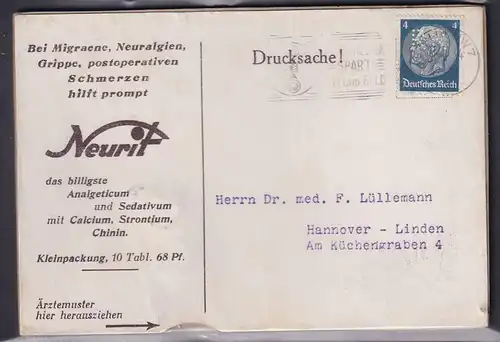 Bei Migraene, Neuralgien,
Grippe, postoperativen
Schmerzen
hilft prompt
Neurit
das billigste
Analgeticum
und Sedativum
mit Calcium, Strontium,
Chinin.
Kleinpackung, 10 Tabl. 68 Pf.
Ärztemuster
hier herausziehen
Drucksache!
4 4
Deutsches Reich
Herrn Dr. med. F. Lüllemann
Hannover - Linden
Am Küchengraben 4